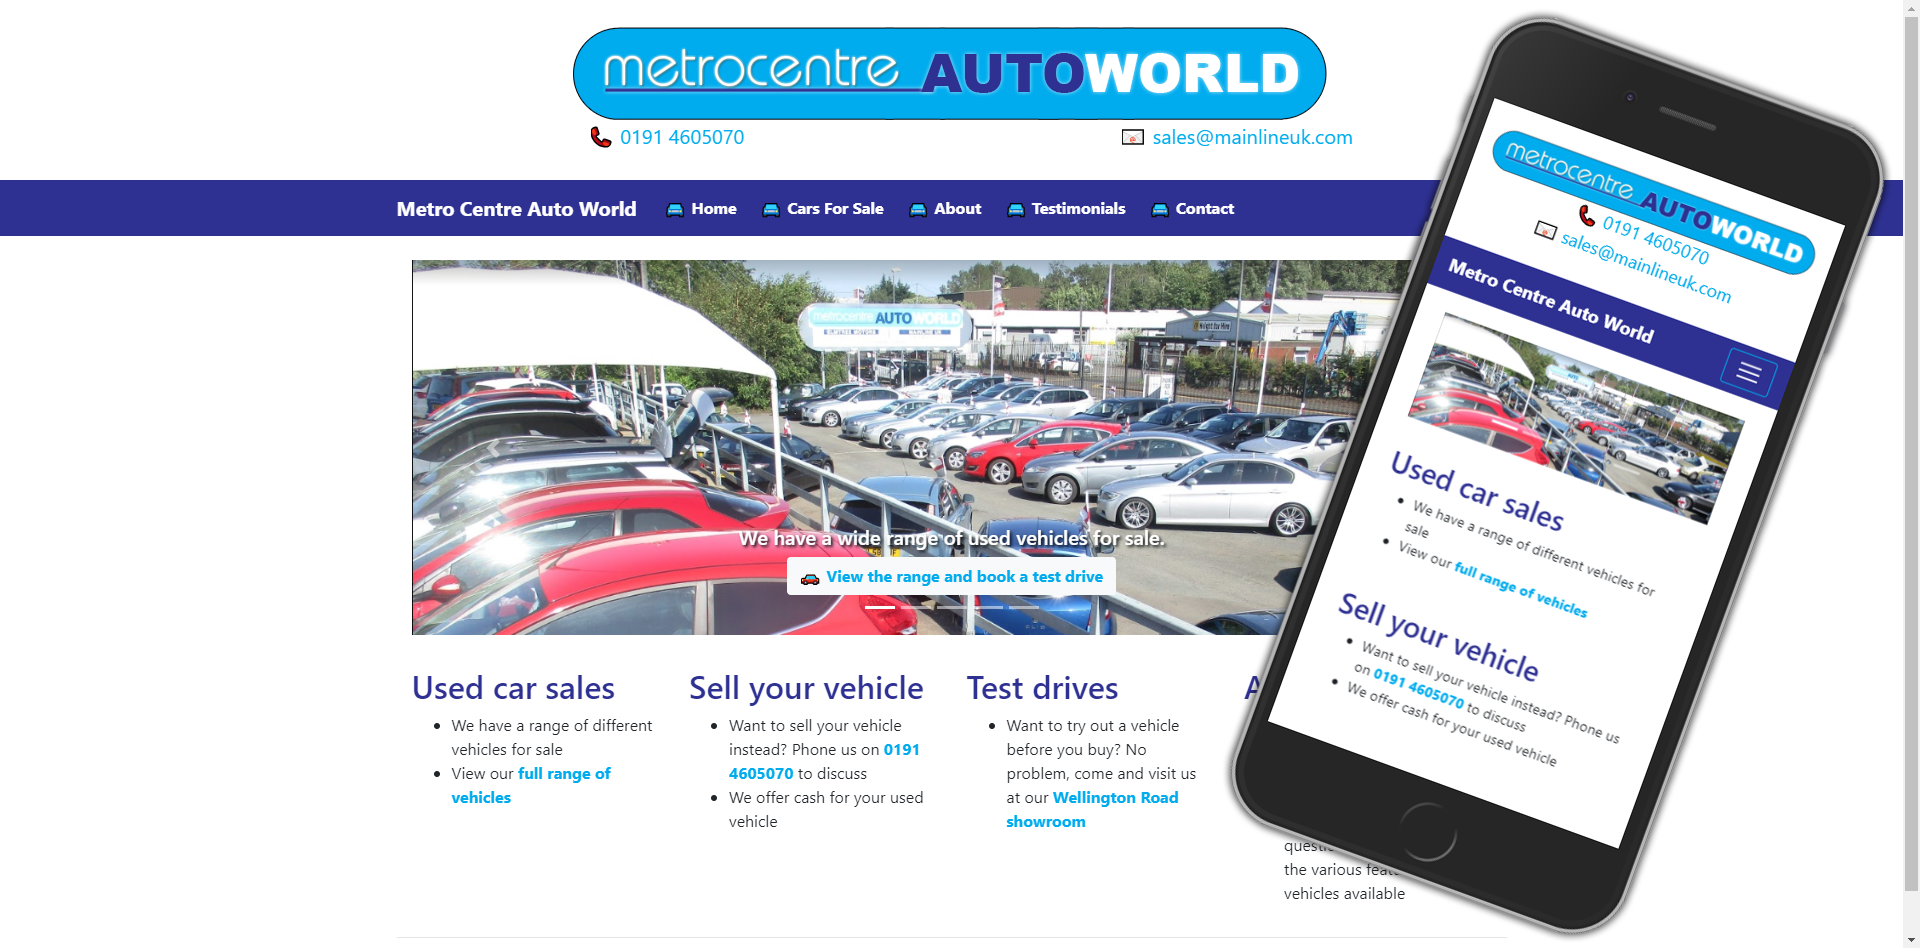 metrocentre AUTOWORLD
0191 4605070
sales@mainlineuk.com
Metro Centre Auto World
Home
Cars For Sale
About
Testimonials
Contact
metrocentre AUTOWORLD
We have a wide range of used vehicles for sale.
View the range and book a test drive
Used car sales
We have a range of different
vehicles for sale
View our full range of
vehicles
Sell your vehicle
Want to sell your vehicle
instead? Phone us on 0191
4605070 to discuss
We offer cash for your used
vehicle
Test drives
Want to try out a vehicle
before you buy? No
problem, come and visit us
at our Wellington Road
showroom
the various
vehicles available
metrocentre AUTOWORLD
0191 4605070
sales@mainlineuk.com
Metro Centre Auto World
Used car sales
We have a range of different vehicles for
sale
View our full range of vehicles
Sell your vehicle
Want to sell your vehicle instead? Phone us
on 0191 4605070 to discuss
We offer cash for your used vehicle